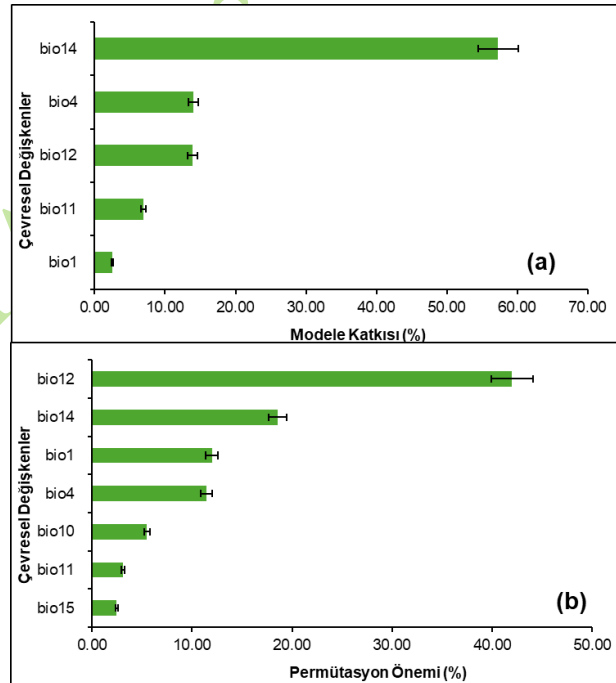 bio14
bio4
bio12
bio11
bio1
Çevresel Değişkenler
(a)
0.00 10.00 20.00 30.00 40.00 50.00 60.00 70.00
Modele Katkısı (%)
bio12
bio14
bio1
bio4
bio10
bio11
bio15
Çevresel Değişkenler
(b)
0.00 10.00 20.00 30.00 40.00 50.00
Permütasyon Önemi (%)